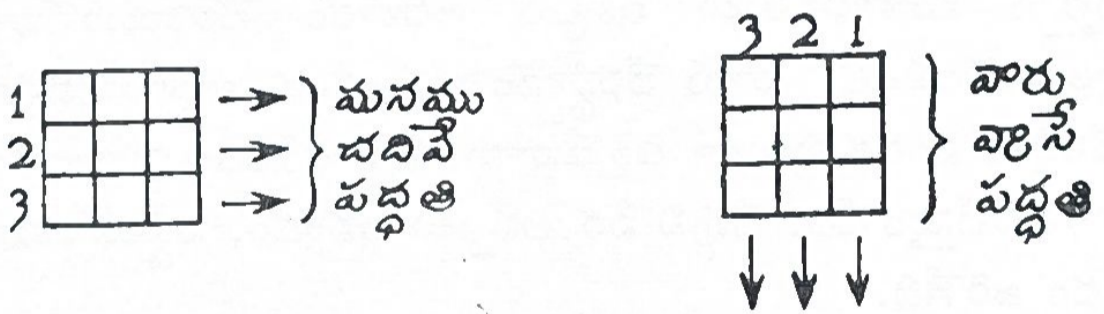 1 మనము
2 చదివే
3 పద్ధతి
3 2 1
వారు
వ్రాసే
పద్ధతి